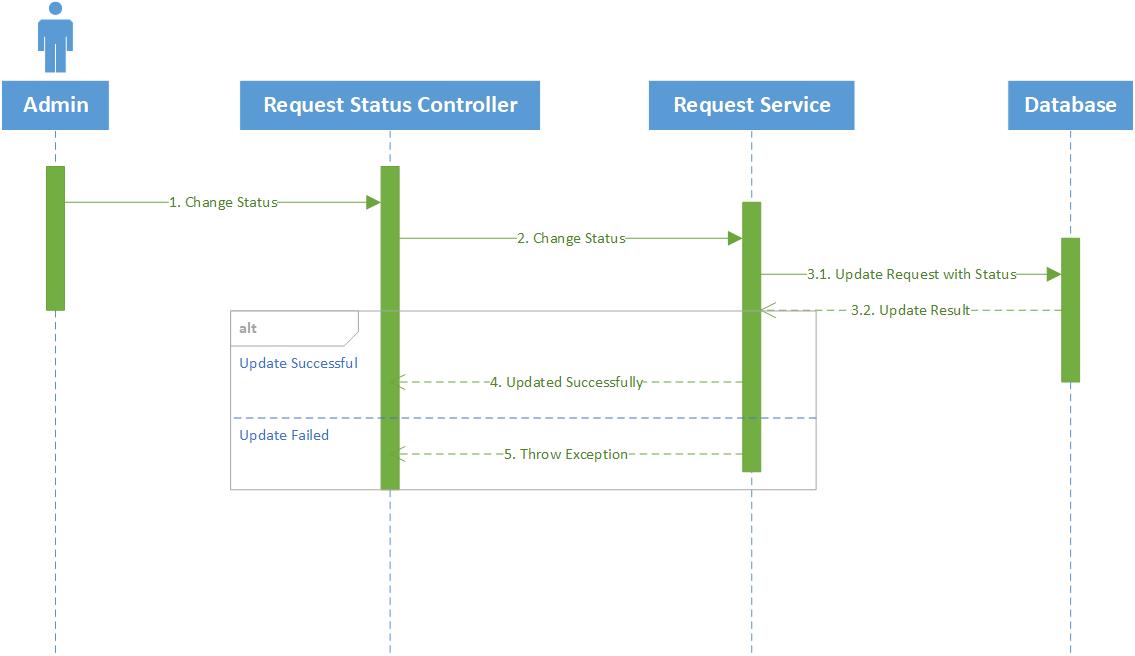 Admin
Request Status Controller
Request Service
Database
1. Change Status
2. Change Status
3.1. Update Request with Status
3.2. Update Result
alt
Update Successful
4. Updated Successfully
Update Failed
5. Throw Exception